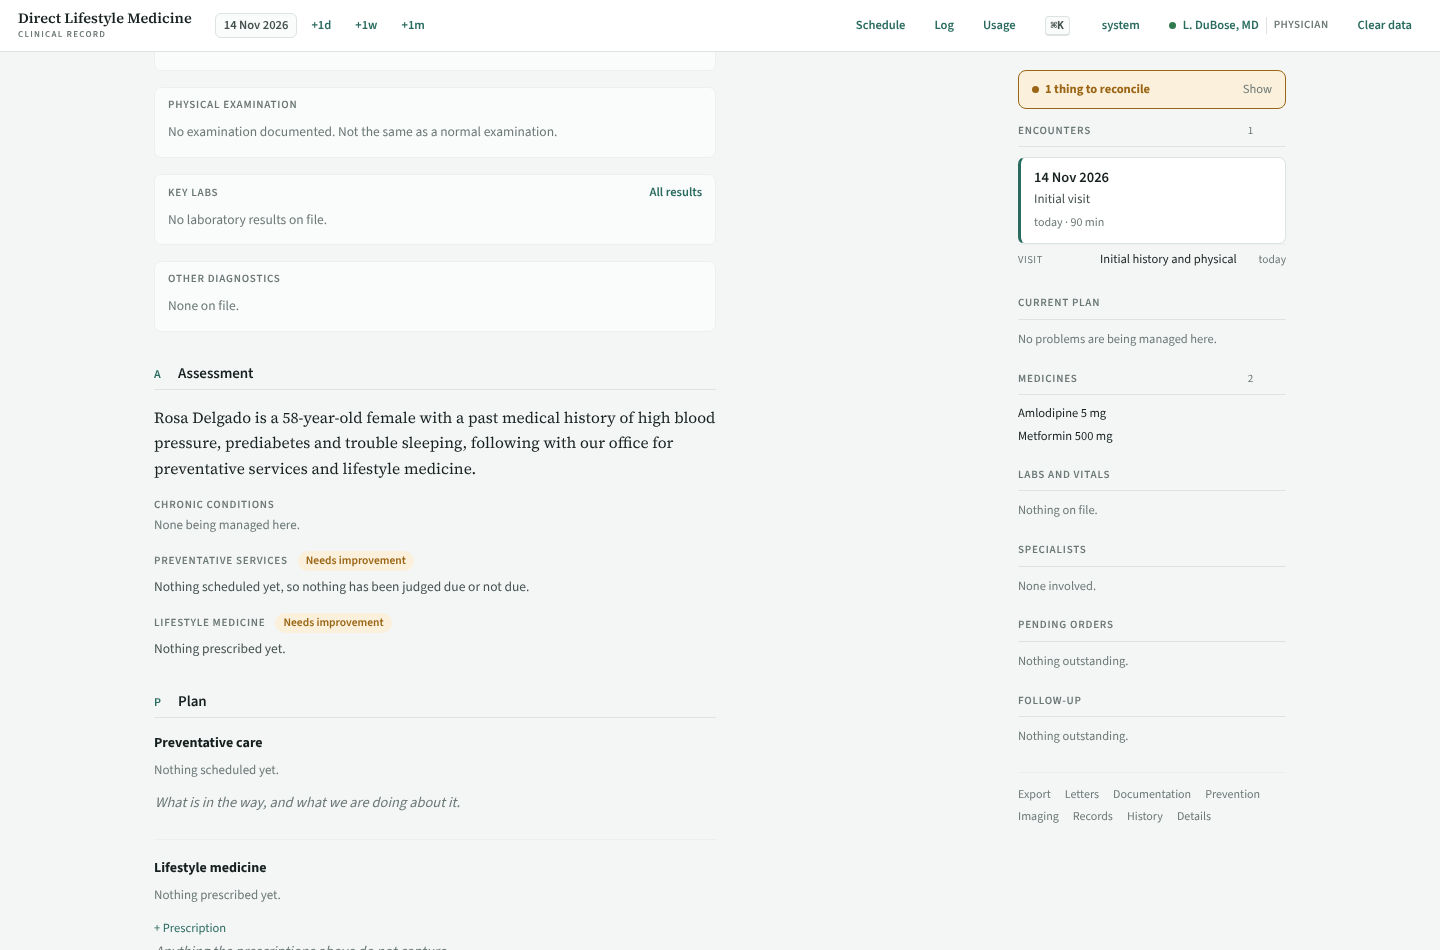 Direct Lifestyle Medicine
CLINICAL RECORD
14 Nov 2026 +1d +1w +1m
Schedule Log Usage ⌘K system L. DuBose, MD PHYSICIAN Clear data
PHYSICAL EXAMINATION
No examination documented. Not the same as a normal examination.
KEY LABS All results
No laboratory results on file.
OTHER DIAGNOSTICS
None on file.
A Assessment
Rosa Delgado is a 58-year-old female with a past medical history of high blood
pressure, prediabetes and trouble sleeping, following with our office for
preventative services and lifestyle medicine.
CHRONIC CONDITIONS
None being managed here.
PREVENTATIVE SERVICES Needs improvement
Nothing scheduled yet, so nothing has been judged due or not due.
LIFESTYLE MEDICINE Needs improvement
Nothing prescribed yet.
P Plan
Preventative care
Nothing scheduled yet.
What is in the way, and what we are doing about it.
Lifestyle medicine
Nothing prescribed yet.
+ Prescription
Anything the prescriptions above do not capture.
1 thing to reconcile Show
ENCOUNTERS 1
14 Nov 2026
Initial visit
today · 90 min
VISIT Initial history and physical today
CURRENT PLAN
No problems are being managed here.
MEDICINES 2
Amlodipine 5 mg
Metformin 500 mg
LABS AND VITALS
Nothing on file.
SPECIALISTS
None involved.
PENDING ORDERS
Nothing outstanding.
FOLLOW-UP
Nothing outstanding.
Export Letters Documentation Prevention
Imaging Records History Details